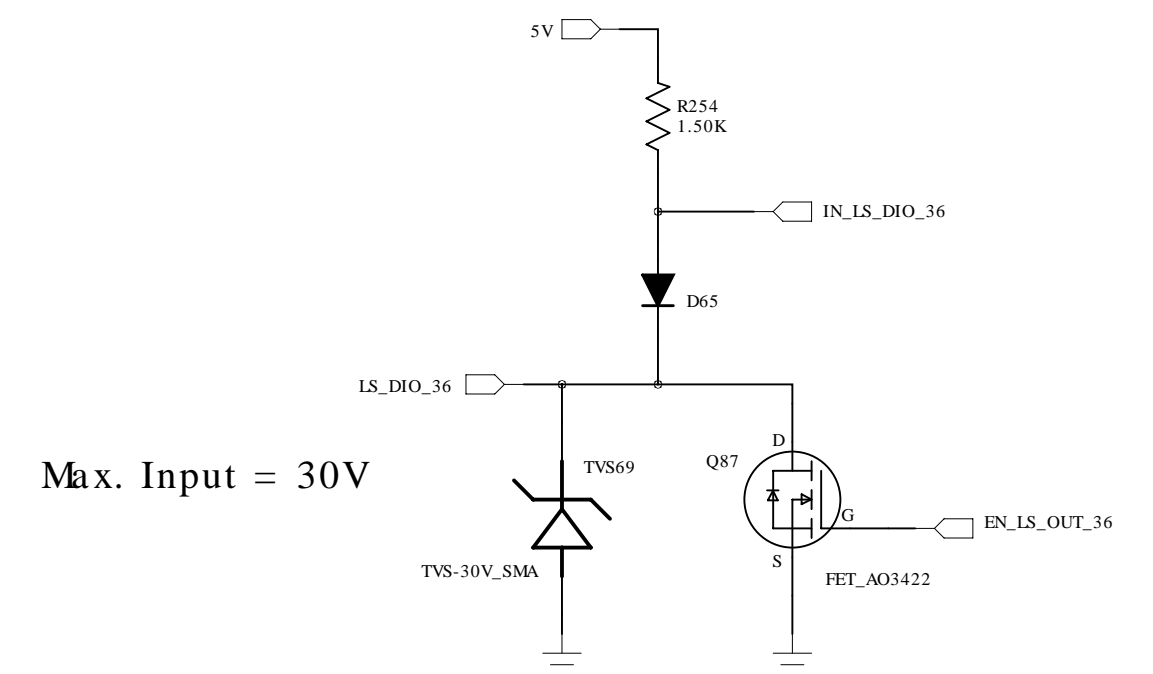 5V
R254
1.50K
IN_LS_DIO_36
D65
LS_DIO_36
D
Q87
TVS69
Max. Input = 30V
G
EN_LS_OUT_36
S
TVS-30V_SMA
FET_AO3422